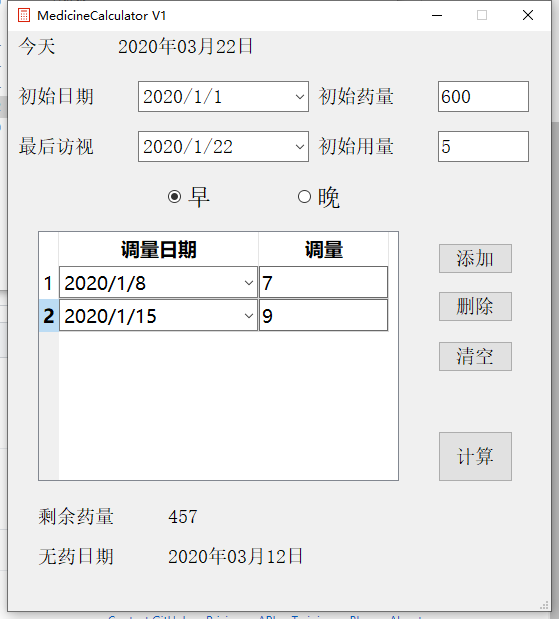 MedicineCalculator V1
今天 2020年03月22日
初始日期 2020/1/1 初始药量 600
最后访视 2020/1/22 初始用量 5
早 晚
调量日期 调量
1 2020/1/8 7
2 2020/1/15 9
添加
删除
清空
计算
剩余药量 457
无药日期 2020年03月12日